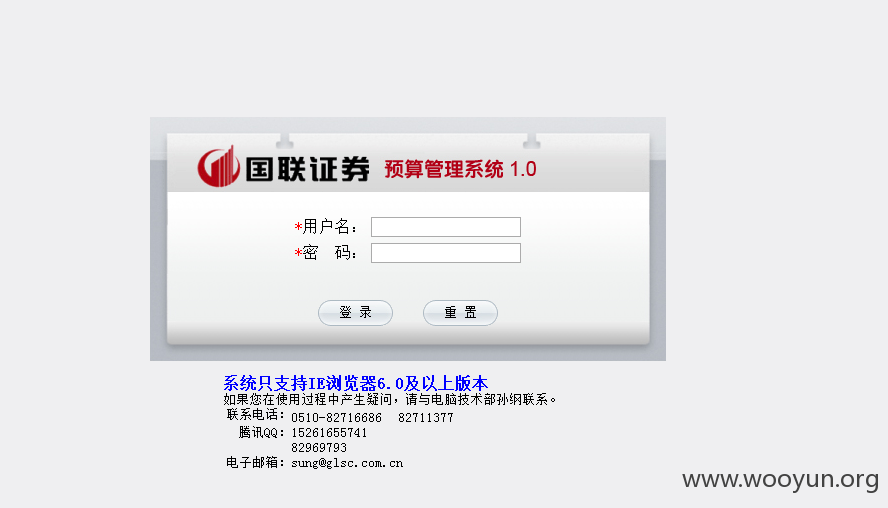 国联证券 预算管理系统 1.0
*用户名：
*密 码：
登 录 重 置
系统只支持IE浏览器6.0及以上版本
如果您在使用过程中产生疑问，请与电脑技术部孙纲联系。
联系电话：0510-82716686 82711377
腾讯QQ：15261655741
82969793
电子邮箱：sung@glsc.com.cn
www.wooyun.org